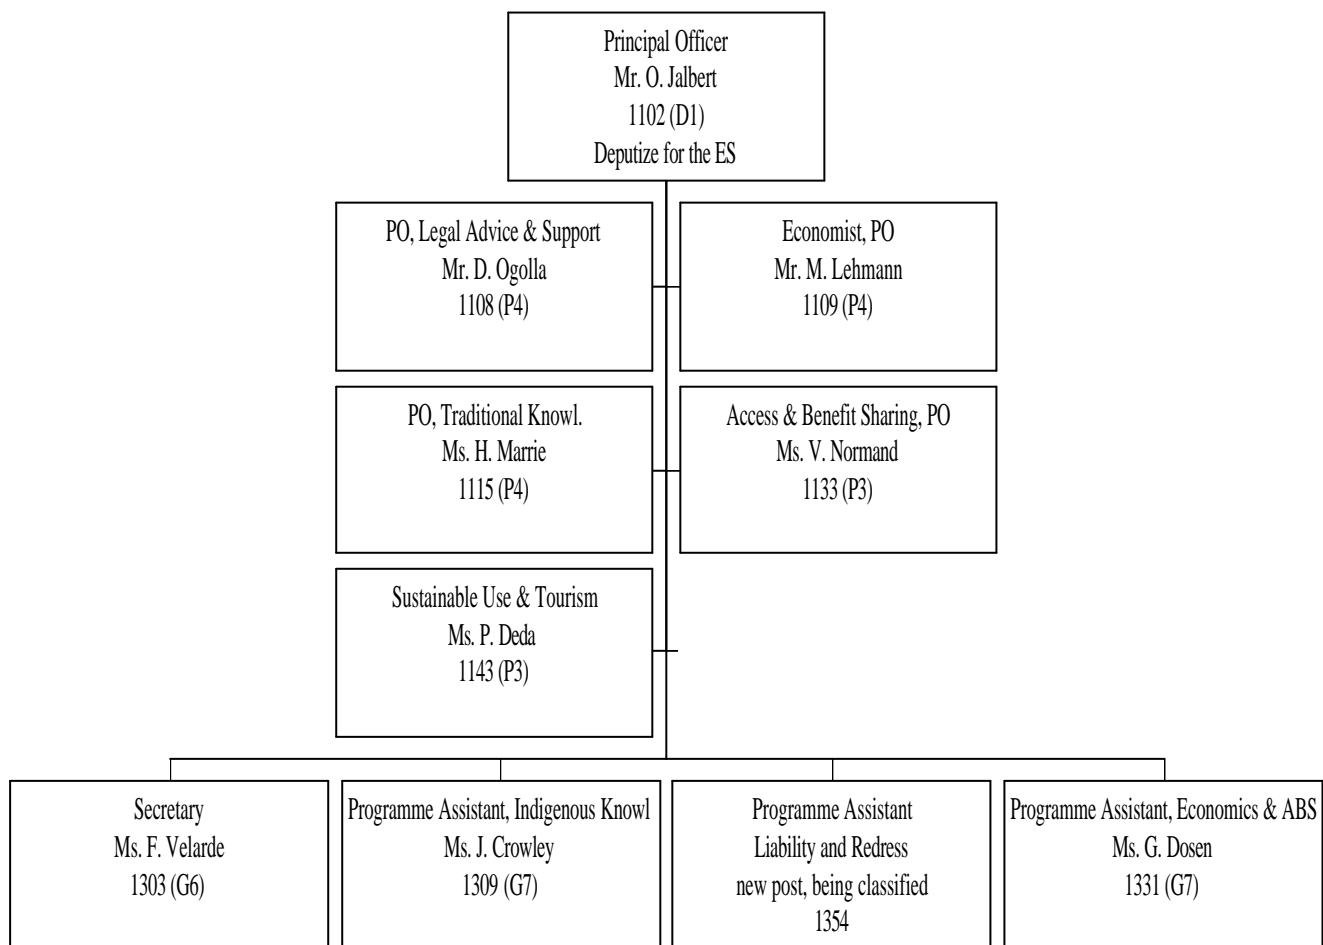 Principal Officer
Mr. O. Jalbert
1102 (D1)
Deputize for the ES
PO, Legal Advice & Support
Mr. D. Ogolla
1108 (P4)
Economist, PO
Mr. M. Lehmann
1109 (P4)
PO, Traditional Knowl.
Ms. H. Marrie
1115 (P4)
Access & Benefit Sharing, PO
Ms. V. Normand
1133 (P3)
Sustainable Use & Tourism
Ms. P. Deda
1143 (P3)
Secretary
Ms. F. Velarde
1303 (G6)
Programme Assistant, Indigenous Knowl
Ms. J. Crowley
1309 (G7)
Programme Assistant
Liability and Redress
new post, being classified
1354
Programme Assistant, Economics & ABS
Ms. G. Dosen
1331 (G7)